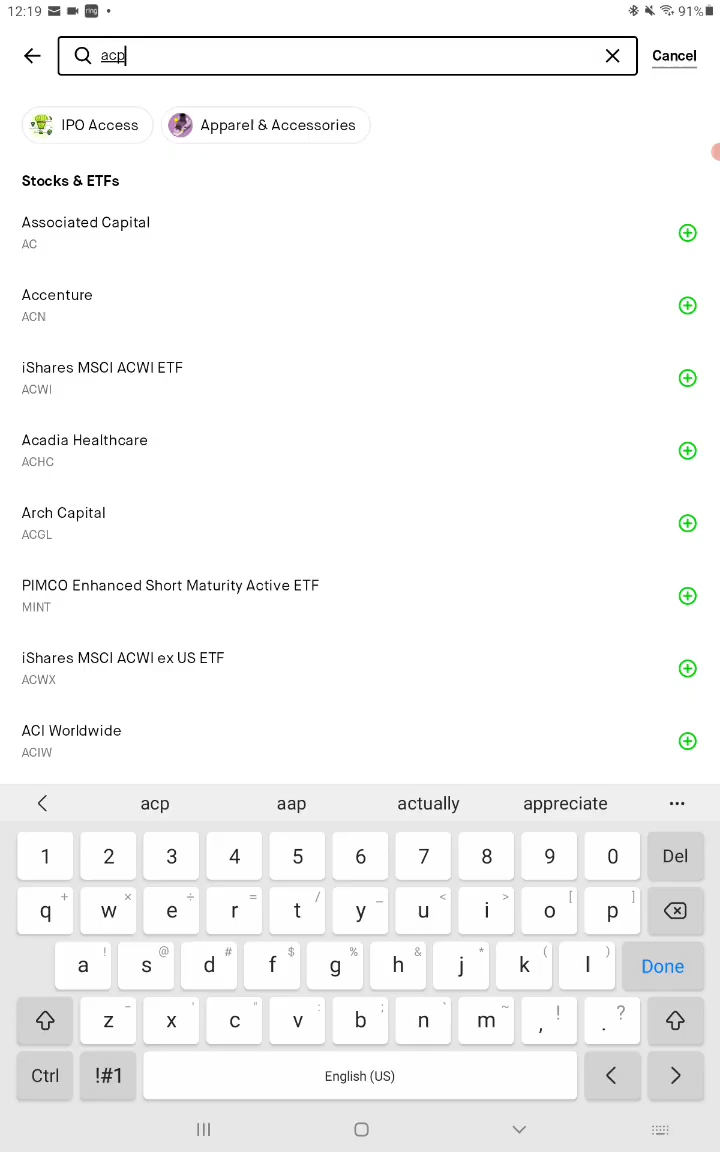 12:19 ring • 91%
acp Cancel
IPO Access Apparel & Accessories
Stocks & ETFs
Associated Capital
AC
Accenture
ACN
iShares MSCI ACWI ETF
ACWI
Acadia Healthcare
ACHC
Arch Capital
ACGL
PIMCO Enhanced Short Maturity Active ETF
MINT
iShares MSCI ACWI ex US ETF
ACWX
ACI Worldwide
ACIW
acp aap actually appreciate •••
1 2 3 4 5 6 7 8 9 0 Del
q + w × e ÷ r = t / y _ u < i > o [ p ]
a ! s @ d # f $ g % h & j * k ( l ) Done
z - x ' c " v : b ; n ` m ~ , ! . ?
Ctrl !#1 English (US) < >